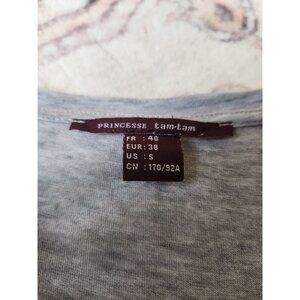 PRINCESSE tam·tam
FR : 40
EUR : 38
US : S
CN : 170/92A